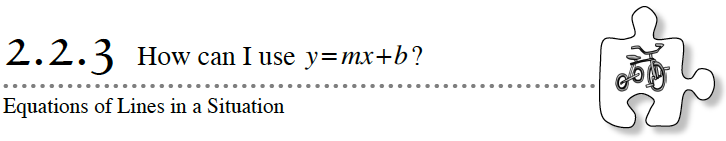 2.2.3 How can I use y=mx+b?
Equations of Lines in a Situation